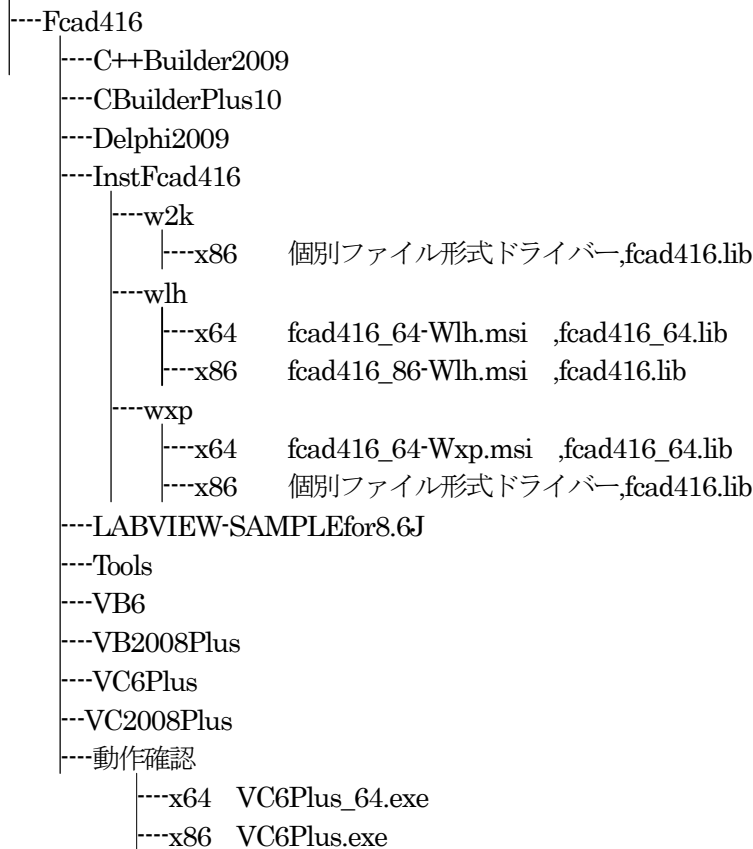 ----Fcad416
----C++Builder2009
----CBuilderPlus10
----Delphi2009
----InstFcad416
----w2k
----x86 個別ファイル形式ドライバー,fcad416.lib
----wlh
----x64 fcad416_64-Wlh.msi ,fcad416_64.lib
----x86 fcad416_86-Wlh.msi ,fcad416.lib
----wxp
----x64 fcad416_64-Wxp.msi ,fcad416_64.lib
----x86 個別ファイル形式ドライバー,fcad416.lib
----LABVIEW-SAMPLEfor8.6J
----Tools
----VB6
----VB2008Plus
----VC6Plus
---VC2008Plus
----動作確認
----x64 VC6Plus_64.exe
----x86 VC6Plus.exe